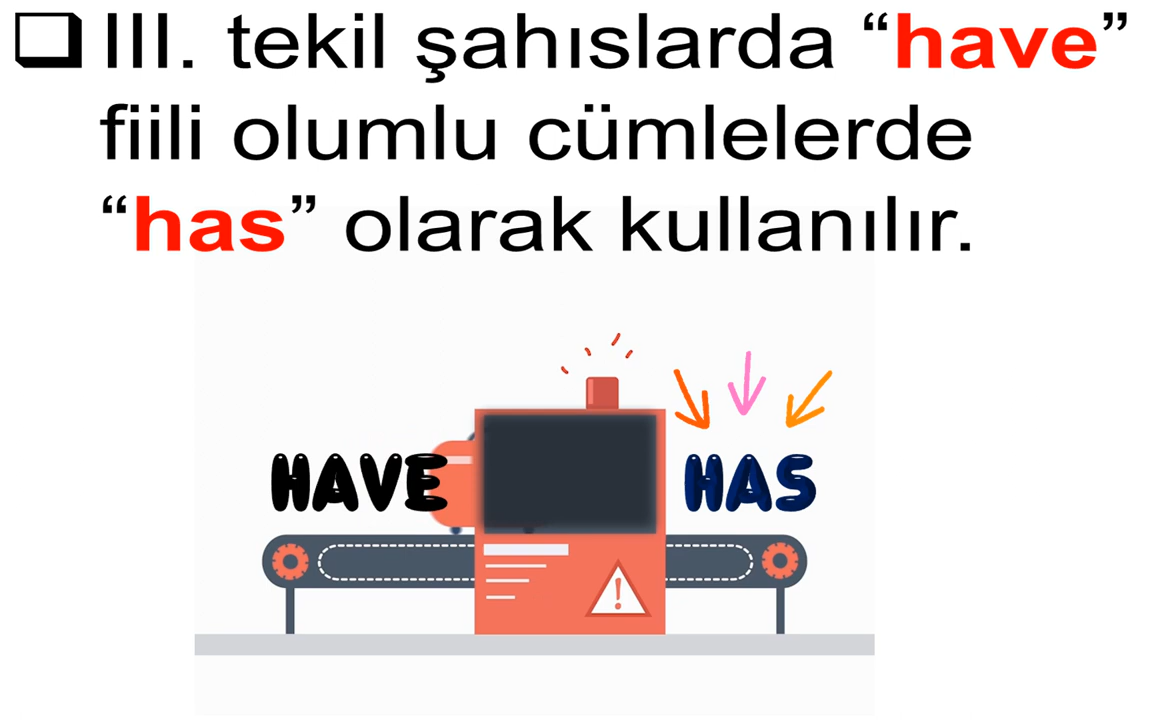 III. tekil şahıslarda “have”
fiili olumlu cümlelerde
“has” olarak kullanılır.
HAVE
HAS
!